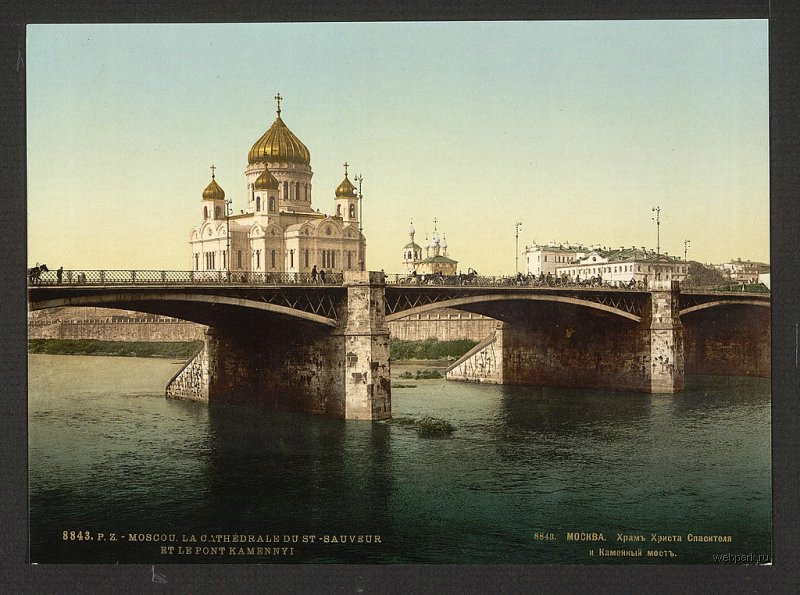 8843. P. Z. - MOSCOU. LA CATHÉDRALE DU ST-SAUVEUR
ET LE PONT KAMENNYI
8843. МОСКВА. Храмъ Христа Спасителя
и Каменный мостъ.
webpark.ru